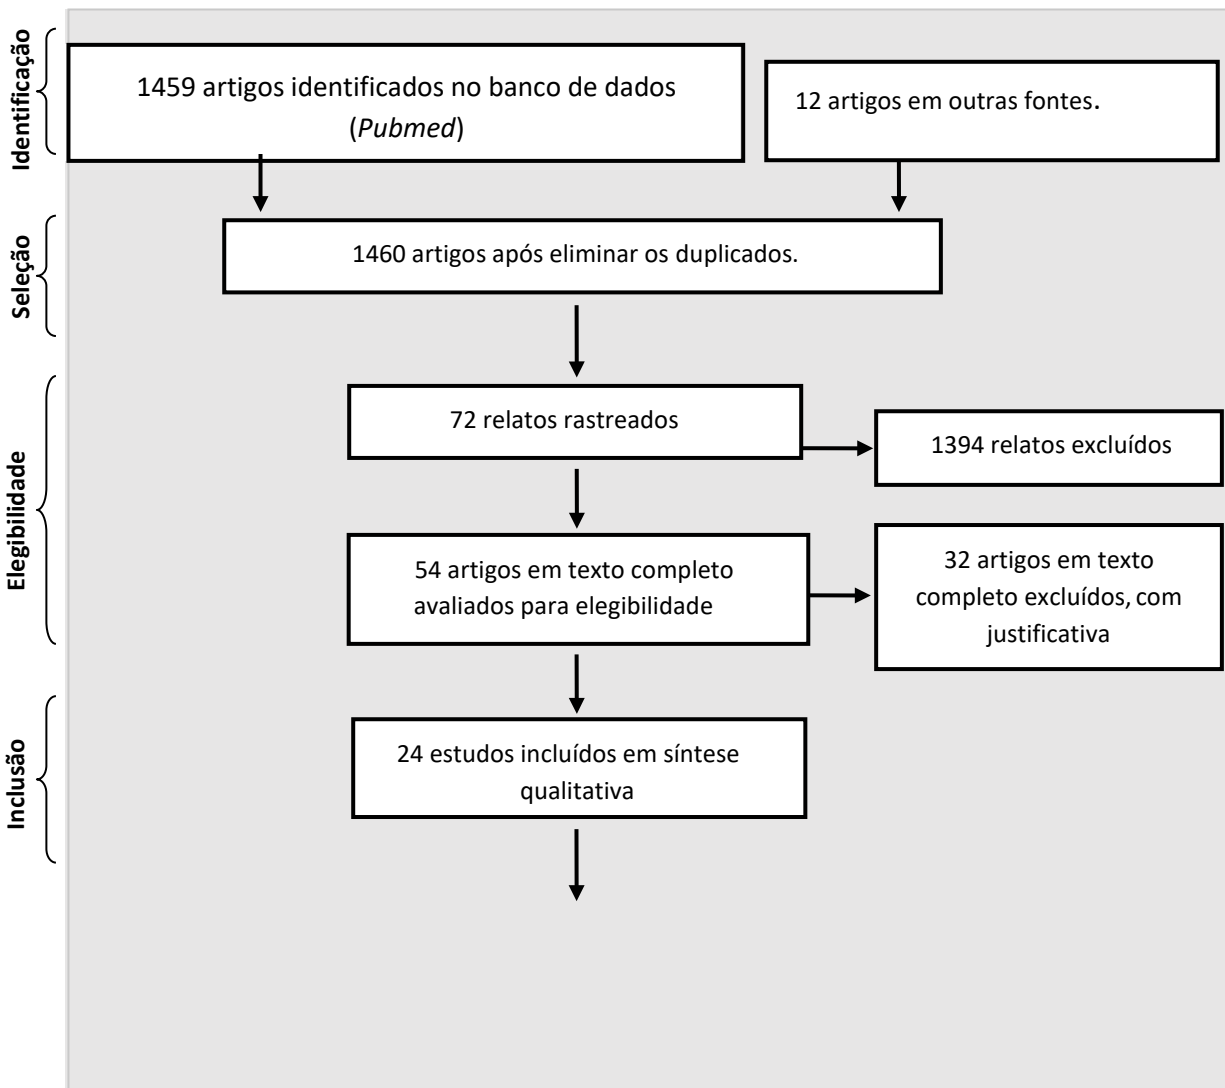 Identificação
1459 artigos identificados no banco de dados
(Pubmed)
12 artigos em outras fontes.
Seleção
1460 artigos após eliminar os duplicados.
Elegibilidade
72 relatos rastreados
1394 relatos excluídos
54 artigos em texto completo
avaliados para elegibilidade
32 artigos em texto
completo excluídos, com
justificativa
Inclusão
24 estudos incluídos em síntese
qualitativa